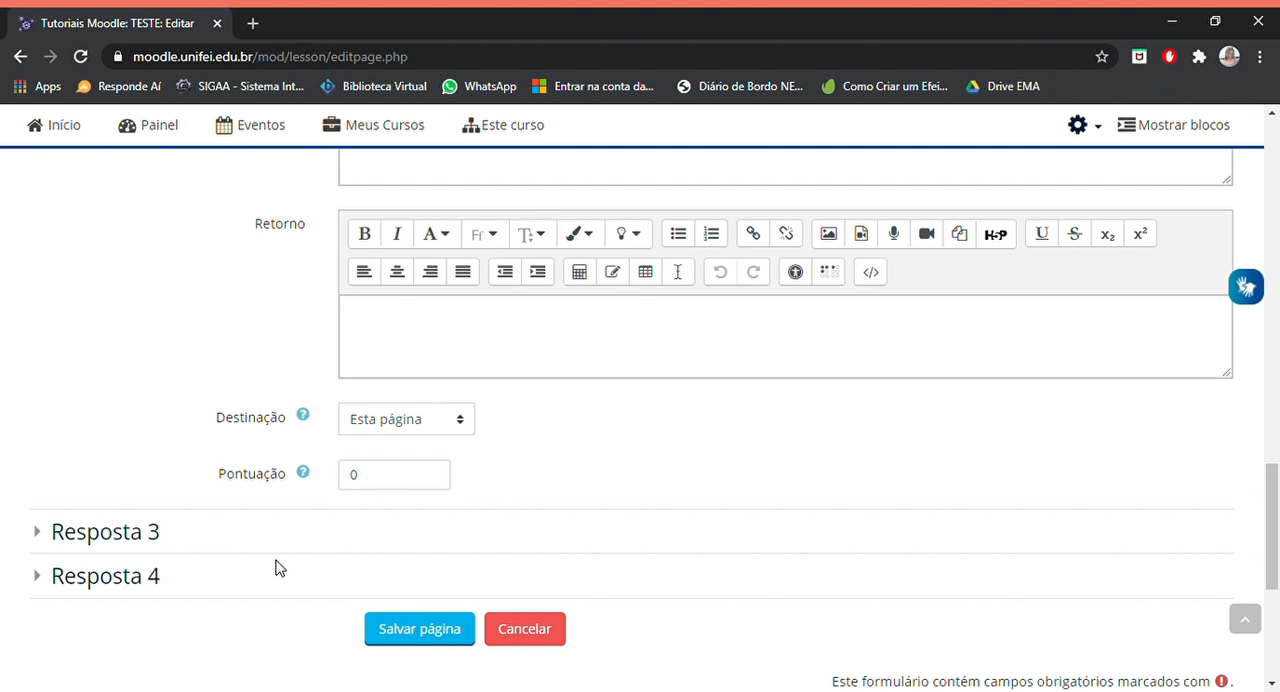 Tutoriais Moodle: TESTE: Editar
moodle.unifei.edu.br/mod/lesson/editpage.php
Apps Responde Aí SIGAA - Sistema Int... Biblioteca Virtual WhatsApp Entrar na conta da... Diário de Bordo NE... Como Criar um Efei... Drive EMA
Início Painel Eventos Meus Cursos Este curso Mostrar blocos
Retorno
B I A Ff T H-P U S x₂ x²
Destinação ? Esta página
Pontuação ? 0
Resposta 3
Resposta 4
Salvar página Cancelar
Este formulário contém campos obrigatórios marcados com .